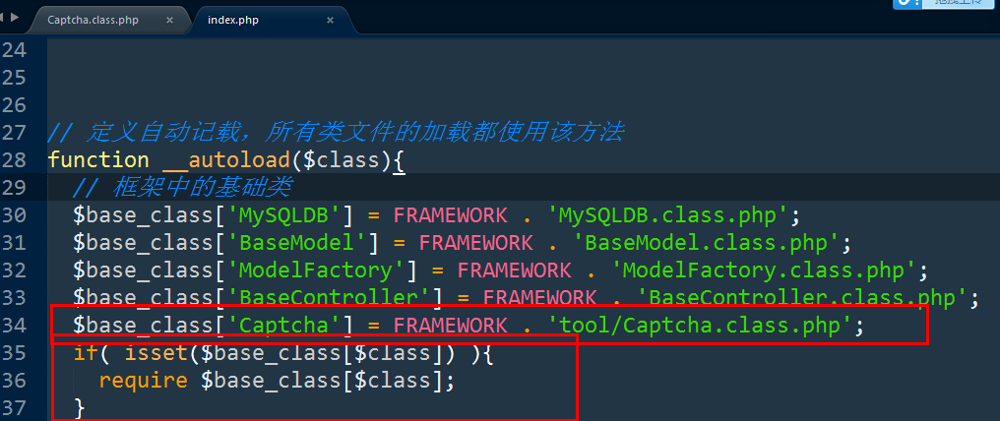 Captcha.class.php × index.php ×
24
25
26
27 // 定义自动记载，所有类文件的加载都使用该方法
28 function __autoload($class){
29 // 框架中的基础类
30 $base_class['MySQLDB'] = FRAMEWORK . 'MySQLDB.class.php';
31 $base_class['BaseModel'] = FRAMEWORK . 'BaseModel.class.php';
32 $base_class['ModelFactory'] = FRAMEWORK . 'ModelFactory.class.php';
33 $base_class['BaseController'] = FRAMEWORK . 'BaseController.class.php';
34 $base_class['Captcha'] = FRAMEWORK . 'tool/Captcha.class.php';
35 if( isset($base_class[$class]) ){
36 require $base_class[$class];
37 }